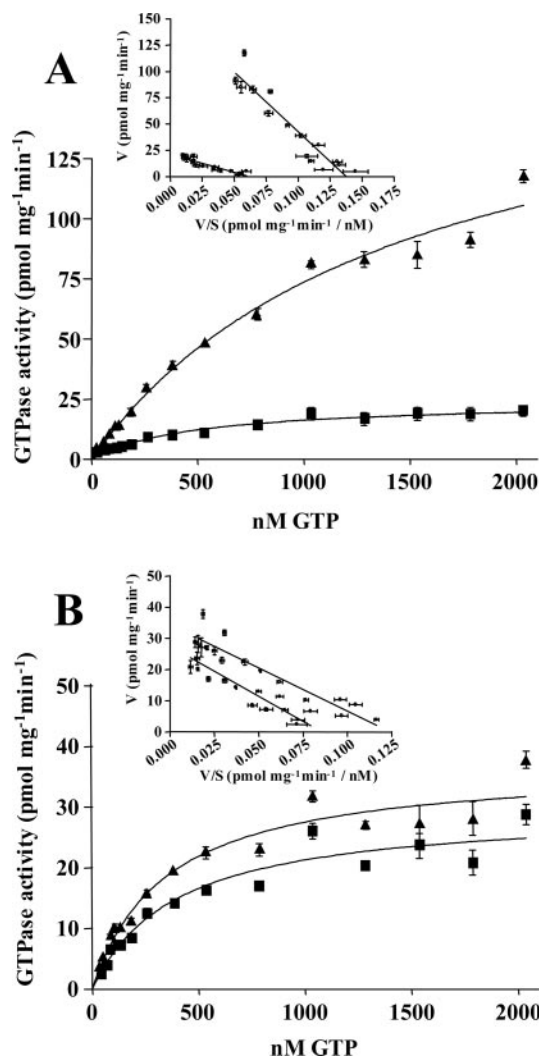 A
V (pmol mg⁻¹min⁻¹)
150
125
100
75
50
25
0
0.000 0.025 0.050 0.075 0.100 0.125 0.150 0.175
V/S (pmol mg⁻¹min⁻¹ / nM)
GTPase activity (pmol mg⁻¹min⁻¹)
125
100
75
50
25
0
0 500 1000 1500 2000
nM GTP
B
V (pmol mg⁻¹min⁻¹)
50
40
30
20
10
0
0.000 0.025 0.050 0.075 0.100 0.125
V/S (pmol mg⁻¹min⁻¹ / nM)
GTPase activity (pmol mg⁻¹min⁻¹)
50
40
30
20
10
0
0 500 1000 1500 2000
nM GTP